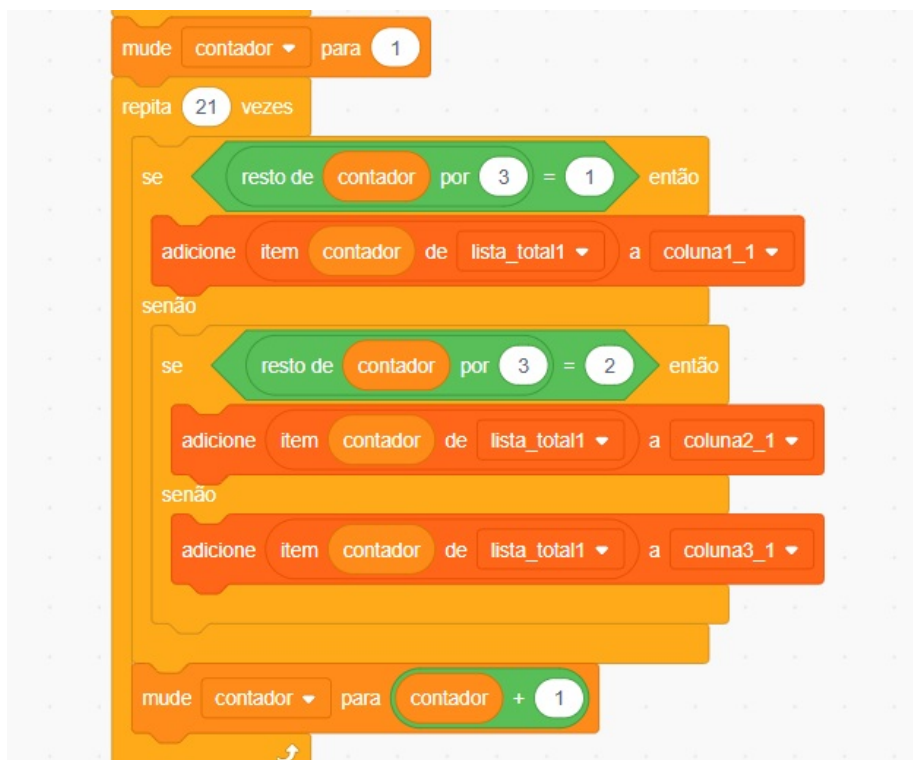 mude contador para 1
repita 21 vezes
se resto de contador por 3 = 1 então
adicione item contador de lista_total1 a coluna1_1
senão
se resto de contador por 3 = 2 então
adicione item contador de lista_total1 a coluna2_1
senão
adicione item contador de lista_total1 a coluna3_1
mude contador para contador + 1